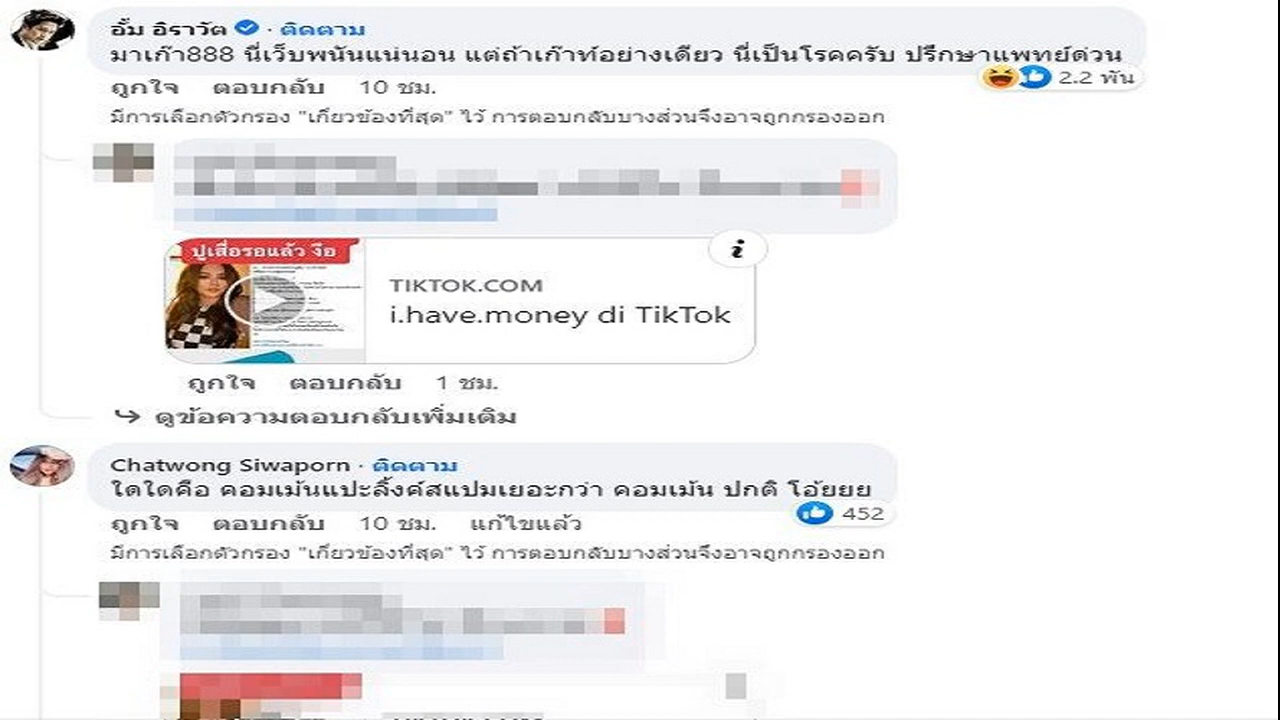 อั้ม อิราวัต · ติดตาม
มาเก๊า888 นี่เว็บพนันแน่นอน แต่ถ้าเก๊าท์อย่างเดียว นี่เป็นโรคครับ ปรึกษาแพทย์ด่วน
2.2 พัน
ถูกใจ ตอบกลับ 10 ชม.
มีการเลือกตัวกรอง "เกี่ยวข้องที่สุด" ไว้ การตอบกลับบางส่วนจึงอาจถูกกรองออก
ปูเสื่อรอแล้ว งือ
TIKTOK.COM
i.have.money di TikTok
ถูกใจ ตอบกลับ 1 ชม.
ดูข้อความตอบกลับเพิ่มเติม
Chatwong Siwaporn · ติดตาม
ใดใดคือ คอมเม้นแปะลิ้งค์สแปมเยอะกว่า คอมเม้น ปกติ โอ้ยยย
452
ถูกใจ ตอบกลับ 10 ชม. แก้ไขแล้ว
มีการเลือกตัวกรอง "เกี่ยวข้องที่สุด" ไว้ การตอบกลับบางส่วนจึงอาจถูกกรองออก